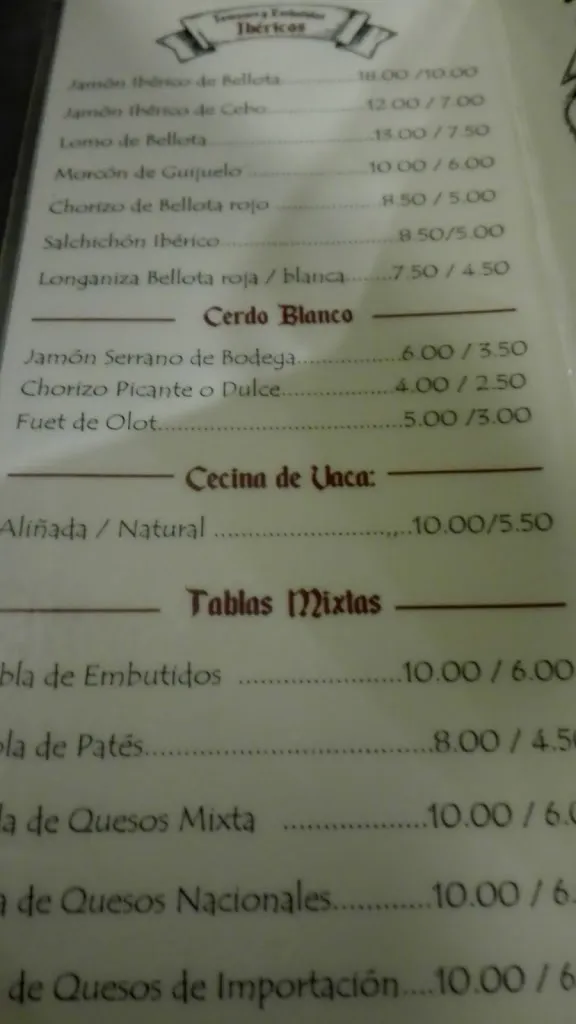 Jamones y Embutidos
Ibéricos
Jamón Ibérico de Bellota 18.00 /10.00
Jamón Ibérico de Cebo 12.00 / 7.00
Lomo de Bellota 13.00 / 7.50
Morcón de Guijuelo 10.00 / 6.00
Chorizo de Bellota rojo 8.50 / 5.00
Salchichón Ibérico 8.50/5.00
Longaniza Bellota roja / blanca 7.50 / 4.50
Cerdo Blanco
Jamón Serrano de Bodega 6.00 / 3.50
Chorizo Picante o Dulce 4.00 / 2.50
Fuet de Olot 5.00 /3.00
Cecina de Vaca:
Aliñada / Natural 10.00/5.50
Tablas Mixtas
bla de Embutidos 10.00 / 6.00
la de Patés 8.00 / 4.5
a de Quesos Mixta 10.00 / 6.
de Quesos Nacionales 10.00 / 6.
de Quesos de Importación 10.00 / 6